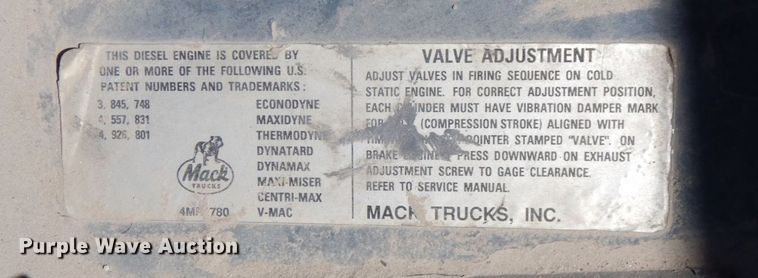 THIS DIESEL ENGINE IS COVERED BY
ONE OR MORE OF THE FOLLOWING U.S.
PATENT NUMBERS AND TRADEMARKS:
3, 845, 748 ECONODYNE
4, 557, 831 MAXIDYNE
4, 926, 801 THERMODYNE
DYNATARD
DYNAMAX
MAXI-MISER
CENTRI-MAX
V-MAC
Mack
TRUCKS
780
VALVE ADJUSTMENT
ADJUST VALVES IN FIRING SEQUENCE ON COLD
STATIC ENGINE. FOR CORRECT ADJUSTMENT POSITION,
EACH CYLINDER MUST HAVE VIBRATION DAMPER MARK
FOR (COMPRESSION STROKE) ALIGNED WITH
POINTER STAMPED "VALVE". ON
BRAKE PRESS DOWNWARD ON EXHAUST
ADJUSTMENT SCREW TO GAGE CLEARANCE.
REFER TO SERVICE MANUAL.
MACK TRUCKS, INC.
Purple Wave Auction